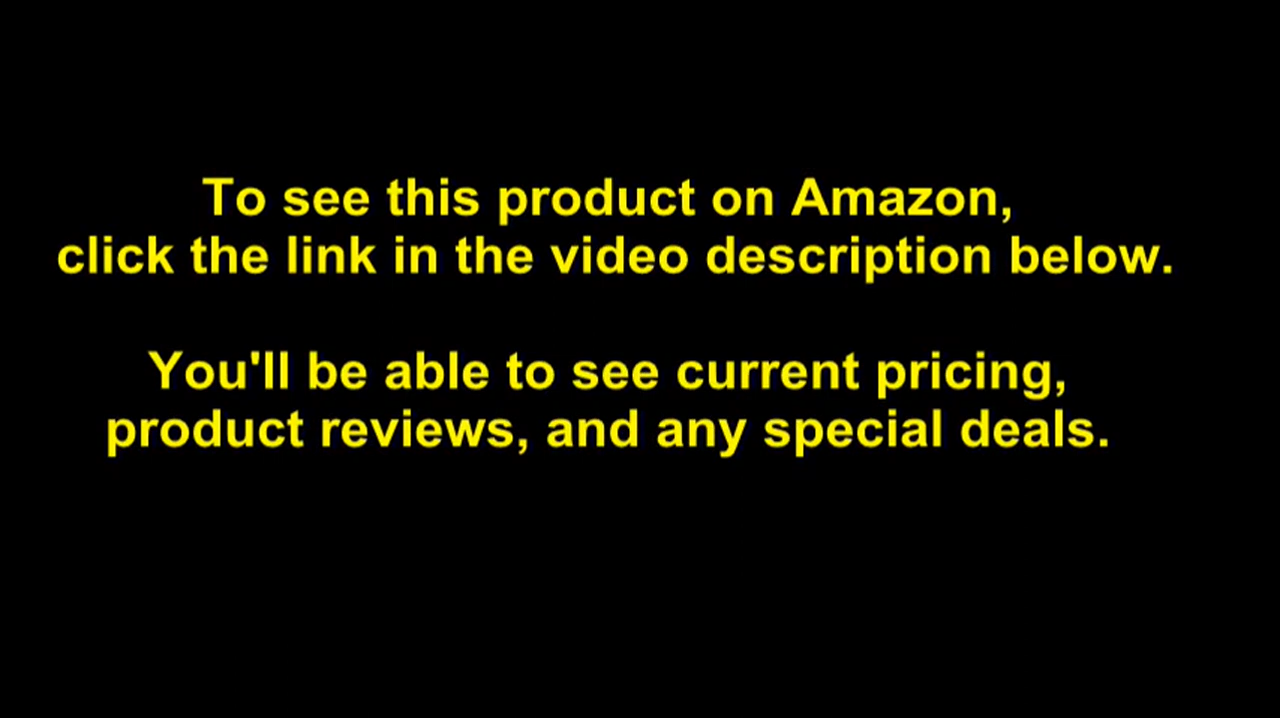 To see this product on Amazon,
click the link in the video description below.
You'll be able to see current pricing,
product reviews, and any special deals.